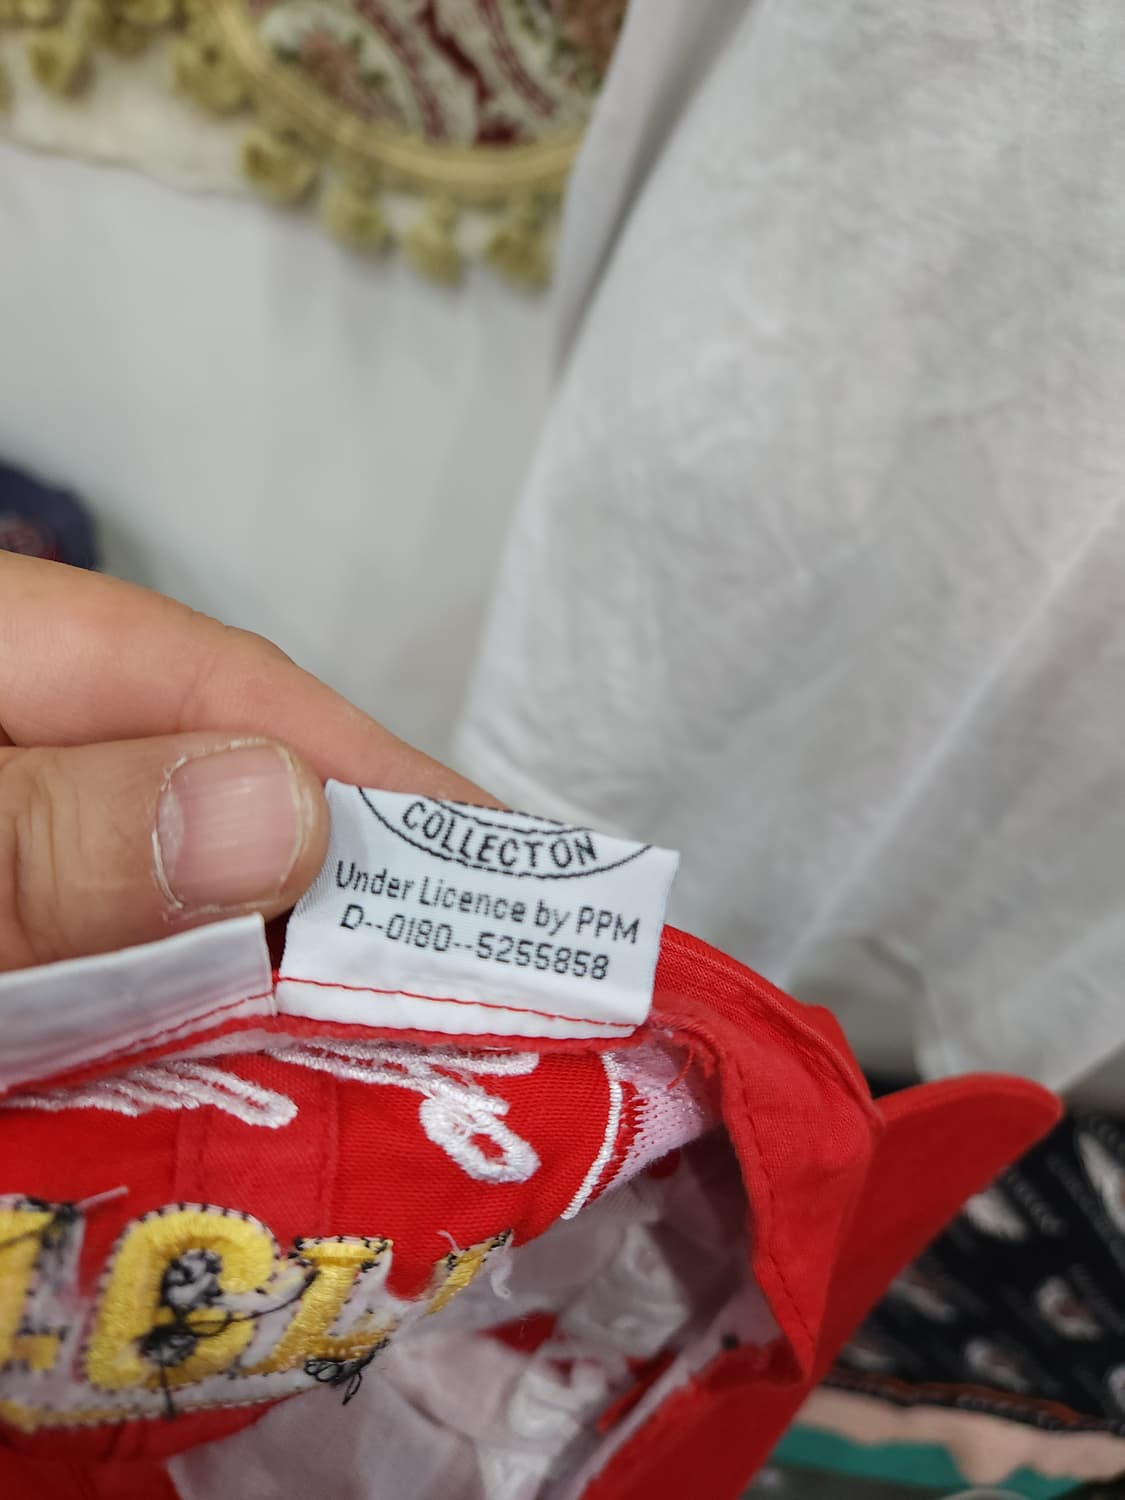 COLLECTON
Under Licence by PPM
D--0180--5255858